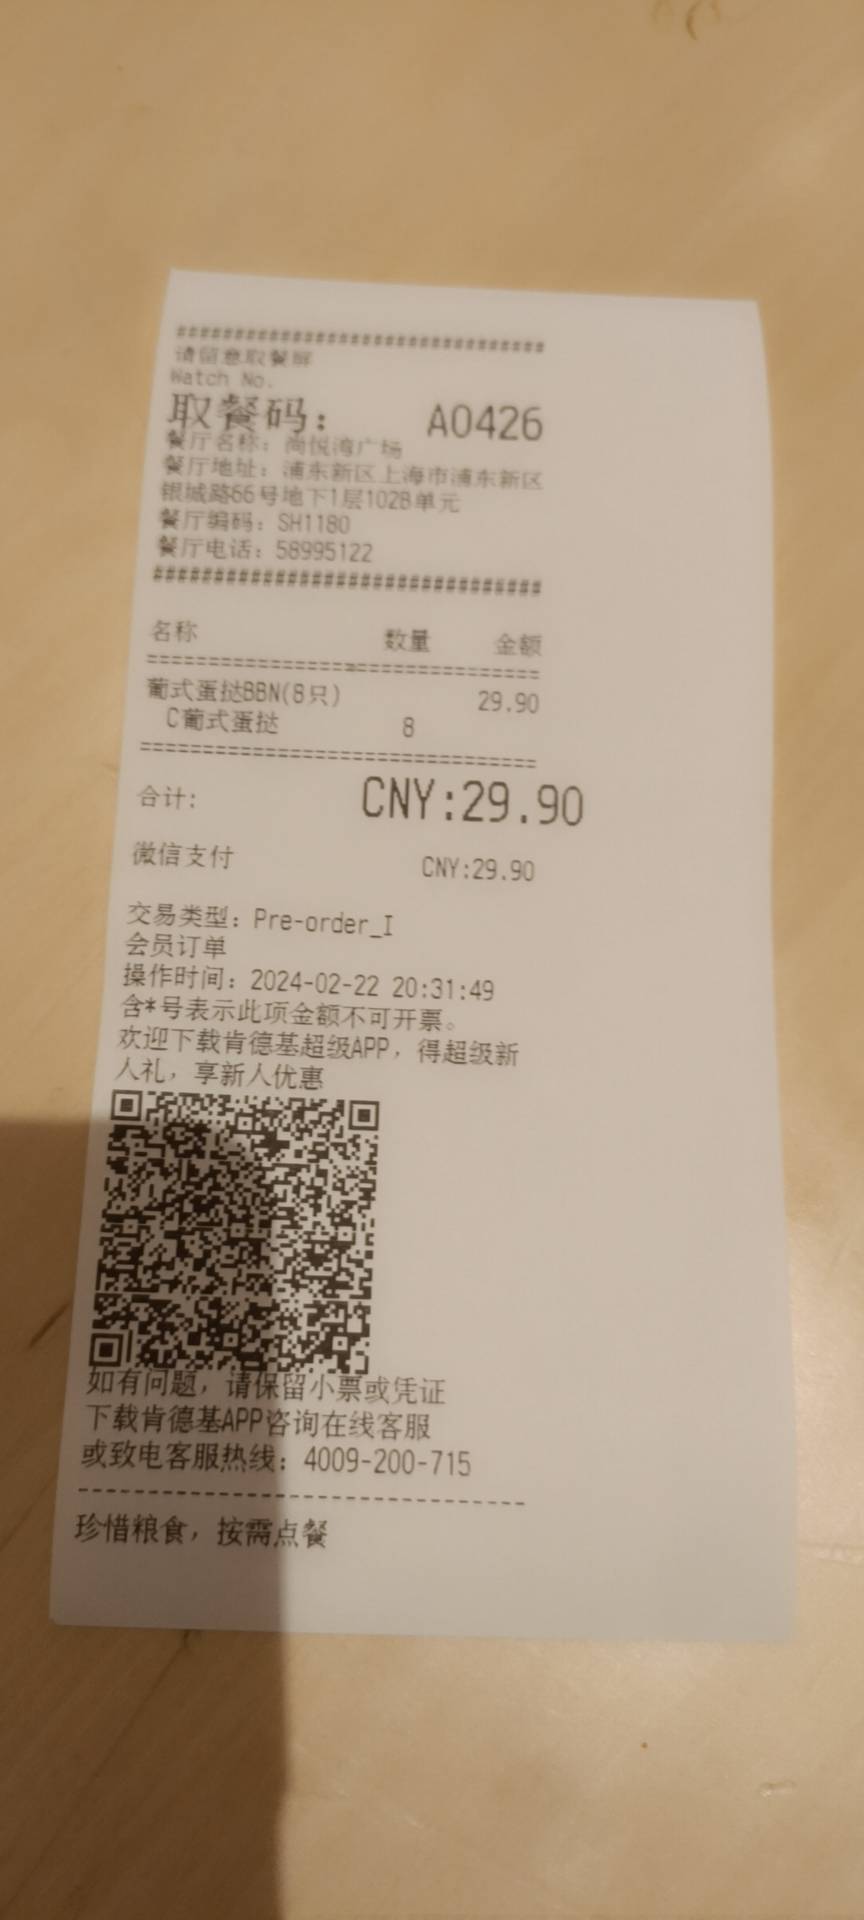 ################################
请留意取餐屏
Watch No.
取餐码： A0426
餐厅名称：尚悦湾广场
餐厅地址：浦东新区上海市浦东新区
银城路66号地下1层102B单元
餐厅编码：SH1180
餐厅电话：58995122
################################
名称 数量 金额
================================
葡式蛋挞BBN(8只) 29.90
C葡式蛋挞 8
================================
合计: CNY:29.90
微信支付 CNY:29.90
交易类型：Pre-order_I
会员订单
操作时间：2024-02-22 20:31:49
含*号表示此项金额不可开票。
欢迎下载肯德基超级APP，得超级新
人礼，享新人优惠
如有问题，请保留小票或凭证
下载肯德基APP咨询在线客服
或致电客服热线：4009-200-715
--------------------------------
珍惜粮食，按需点餐